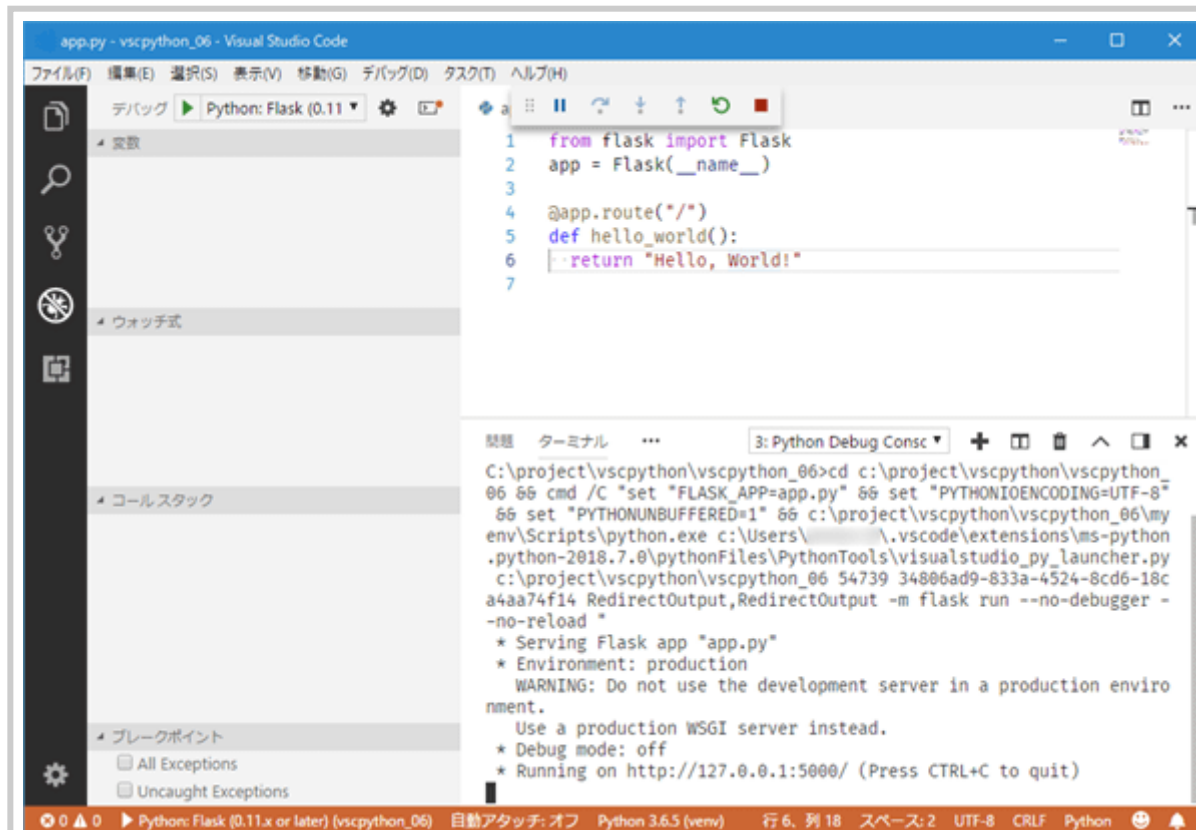 app.py - vscpython_06 - Visual Studio Code
ファイル(F) 編集(E) 選択(S) 表示(V) 移動(G) デバッグ(D) タスク(T) ヘルプ(H)
デバッグ Python: Flask (0.11
変数
ウォッチ式
コール スタック
ブレークポイント
All Exceptions
Uncaught Exceptions
a
1 from flask import Flask
2 app = Flask(__name__)
3
4 @app.route("/")
5 def hello_world():
6 return "Hello, World!"
7
問題 ターミナル ••• 3: Python Debug Consc
C:\project\vscpython\vscpython_06>cd c:\project\vscpython\vscpython_
06 && cmd /C "set "FLASK_APP=app.py" && set "PYTHONIOENCODING=UTF-8"
&& set "PYTHONUNBUFFERED=1" && c:\project\vscpython\vscpython_06\my
env\Scripts\python.exe c:\Users\ \.vscode\extensions\ms-python
.python-2018.7.0\pythonFiles\PythonTools\visualstudio_py_launcher.py
c:\project\vscpython\vscpython_06 54739 34806ad9-833a-4524-8cd6-18c
a4aa74f14 RedirectOutput,RedirectOutput -m flask run --no-debugger -
-no-reload "
* Serving Flask app "app.py"
* Environment: production
WARNING: Do not use the development server in a production enviro
nment.
Use a production WSGI server instead.
* Debug mode: off
* Running on http://127.0.0.1:5000/ (Press CTRL+C to quit)
0 0 Python: Flask (0.11.x or later) (vscpython_06) 自動アタッチ: オフ Python 3.6.5 (venv) 行 6、列 18 スペース: 2 UTF-8 CRLF Python